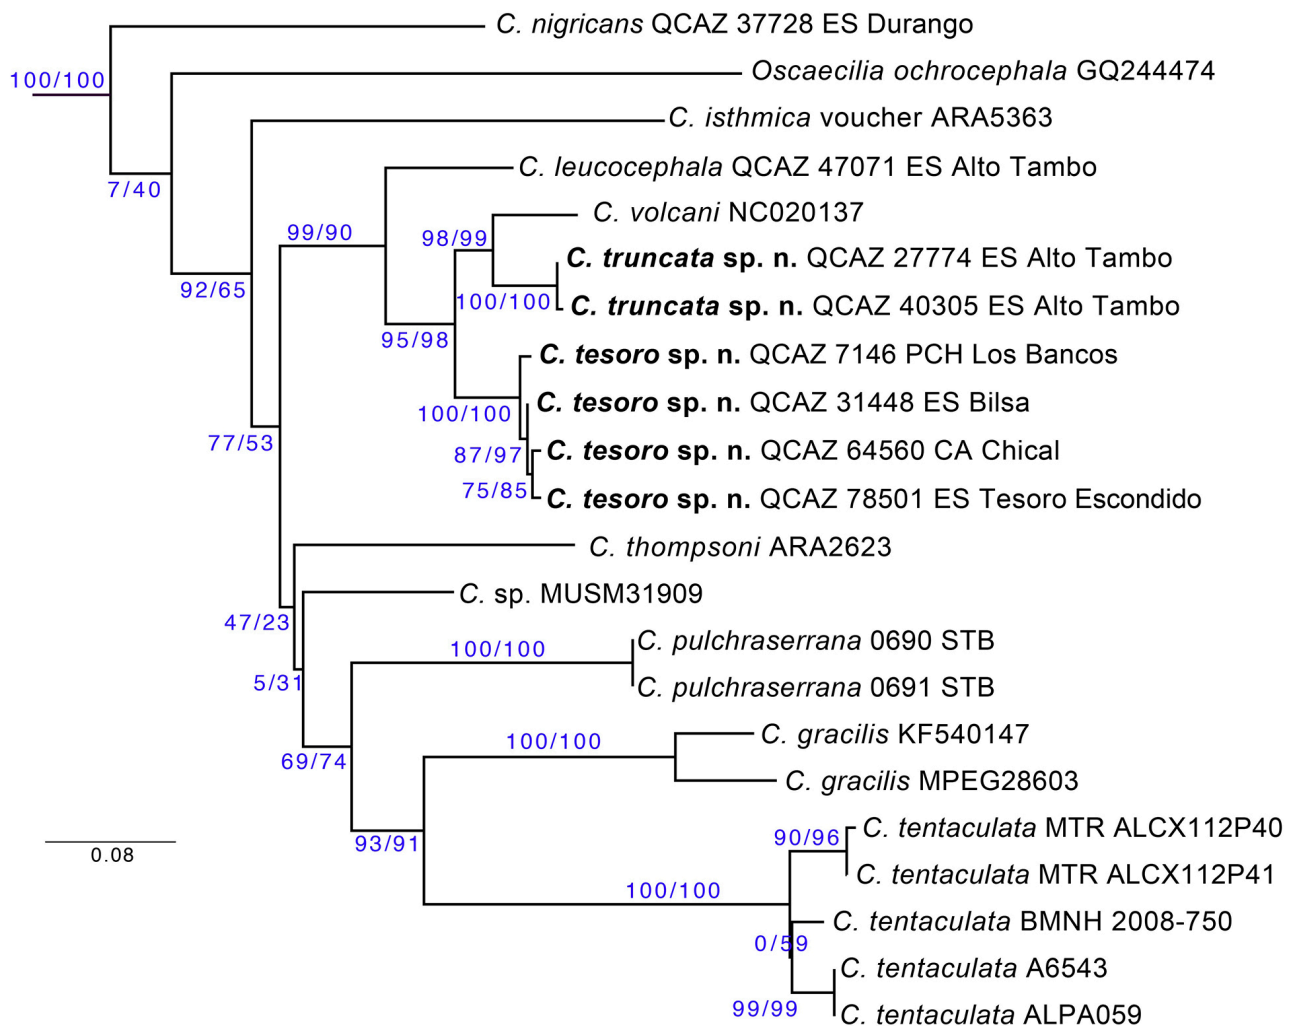 C. nigricans QCAZ 37728 ES Durango
Oscaecilia ochrocephala GQ244474
100/100
C. isthmica voucher ARA5363
C. leucocephala QCAZ 47071 ES Alto Tambo
7/40
C. volcani NC020137
99/90
98/99
C. truncata sp. n. QCAZ 27774 ES Alto Tambo
92/65
100/100
C. truncata sp. n. QCAZ 40305 ES Alto Tambo
95/98
C. tesoro sp. n. QCAZ 7146 PCH Los Bancos
C. tesoro sp. n. QCAZ 31448 ES Bilsa
100/100
77/53
C. tesoro sp. n. QCAZ 64560 CA Chical
87/97
75/85
C. tesoro sp. n. QCAZ 78501 ES Tesoro Escondido
C. thompsoni ARA2623
C. sp. MUSM31909
47/23
C. pulchraserrana 0690 STB
100/100
5/31
C. pulchraserrana 0691 STB
C. gracilis KF540147
100/100
69/74
C. gracilis MPEG28603
C. tentaculata MTR ALCX112P40
90/96
93/91
0.08
C. tentaculata MTR ALCX112P41
100/100
C. tentaculata BMNH 2008-750
0/59
C. tentaculata A6543
99/99
C. tentaculata ALPA059